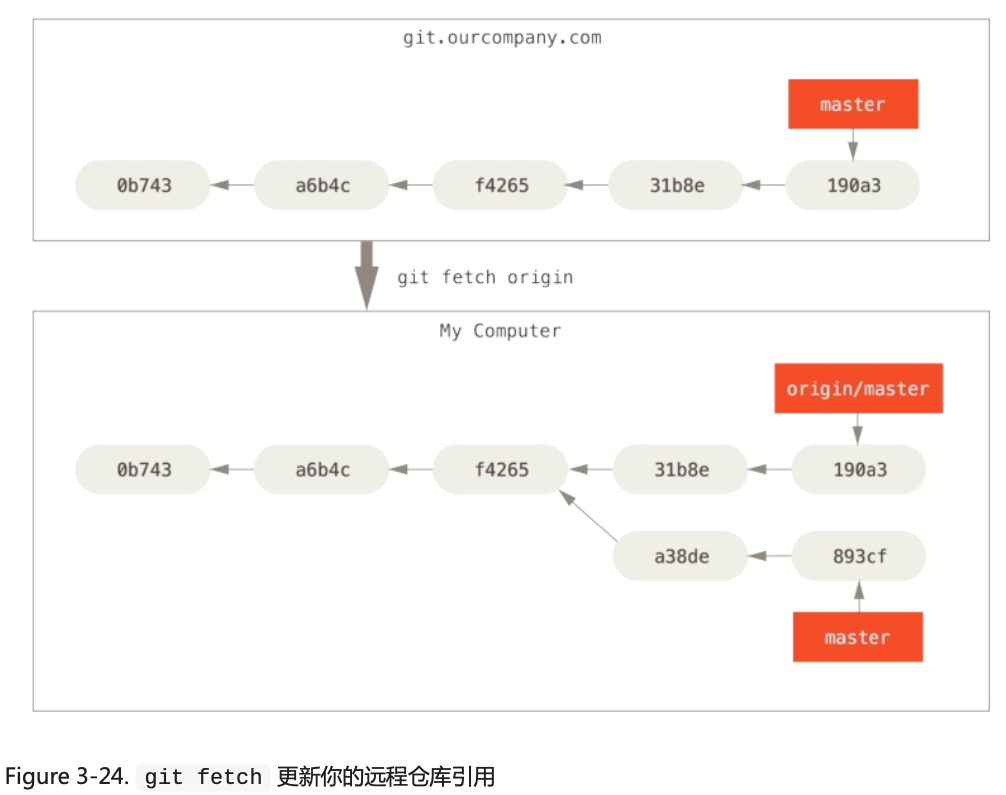 git.ourcompany.com
master
0b743 a6b4c f4265 31b8e 190a3
git fetch origin
My Computer
origin/master
0b743 a6b4c f4265 31b8e 190a3
a38de 893cf
master
Figure 3-24. git fetch 更新你的远程仓库引用